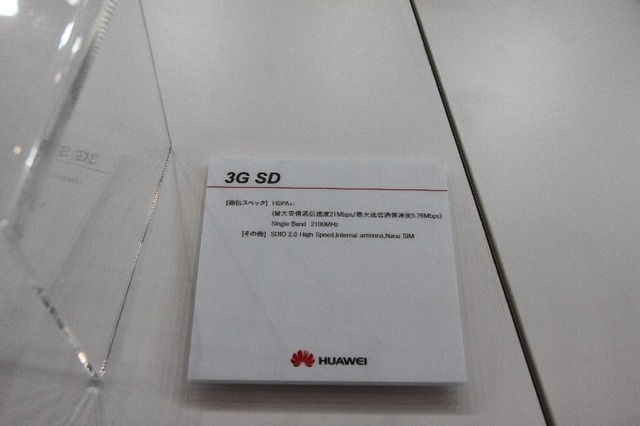 3G SD
[通信スペック] HSPA+:
(最大受信通信速度21Mbps/最大送信通信速度5.76Mbps)
Single Band 2100MHz
[その他] SDIO 2.0 High Speed,Internal antenna,Nano SIM
HUAWEI